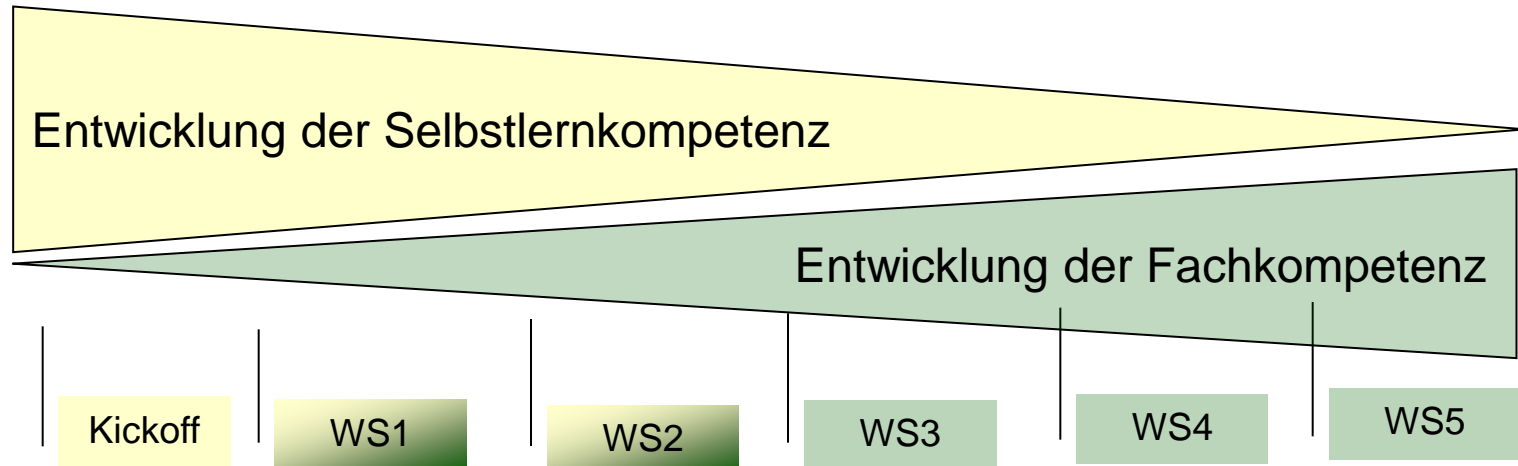 Entwicklung der Selbstlernkompetenz
Entwicklung der Fachkompetenz
Kickoff
WS1
WS2
WS3
WS4
WS5